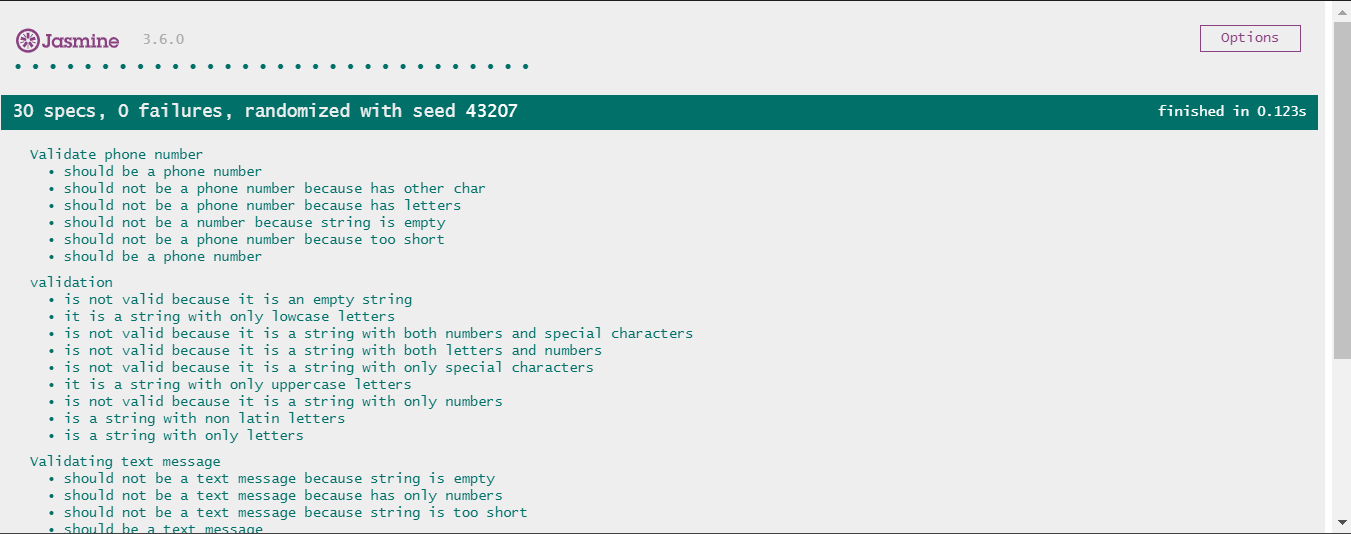 Jasmine 3.6.0
Options
30 specs, 0 failures, randomized with seed 43207
finished in 0.123s
Validate phone number
• should be a phone number
• should not be a phone number because has other char
• should not be a phone number because has letters
• should not be a number because string is empty
• should not be a phone number because too short
• should be a phone number
validation
• is not valid because it is an empty string
• it is a string with only lowcase letters
• is not valid because it is a string with both numbers and special characters
• is not valid because it is a string with both letters and numbers
• is not valid because it is a string with only special characters
• it is a string with only uppercase letters
• is not valid because it is a string with only numbers
• is a string with non latin letters
• is a string with only letters
Validating text message
• should not be a text message because string is empty
• should not be a text message because has only numbers
• should not be a text message because string is too short
• should be a text message